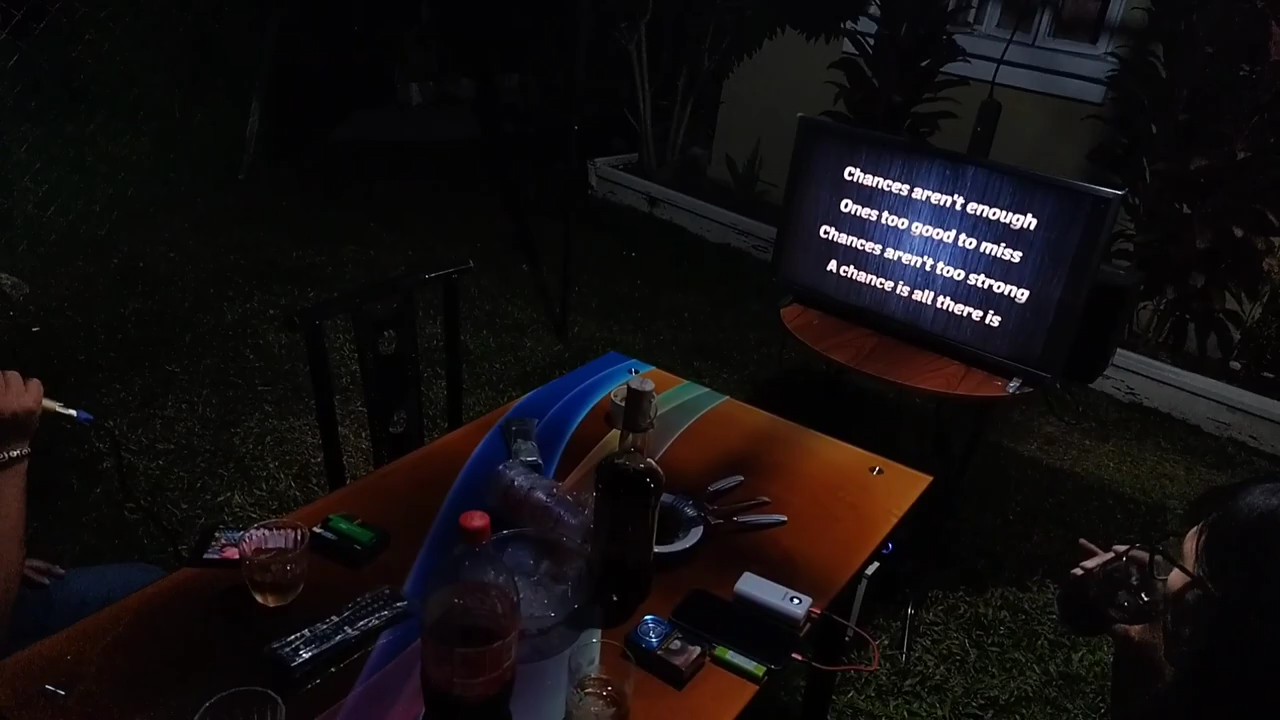 Chances aren't enough
Ones too good to miss
Chances aren't too strong
A chance is all there is